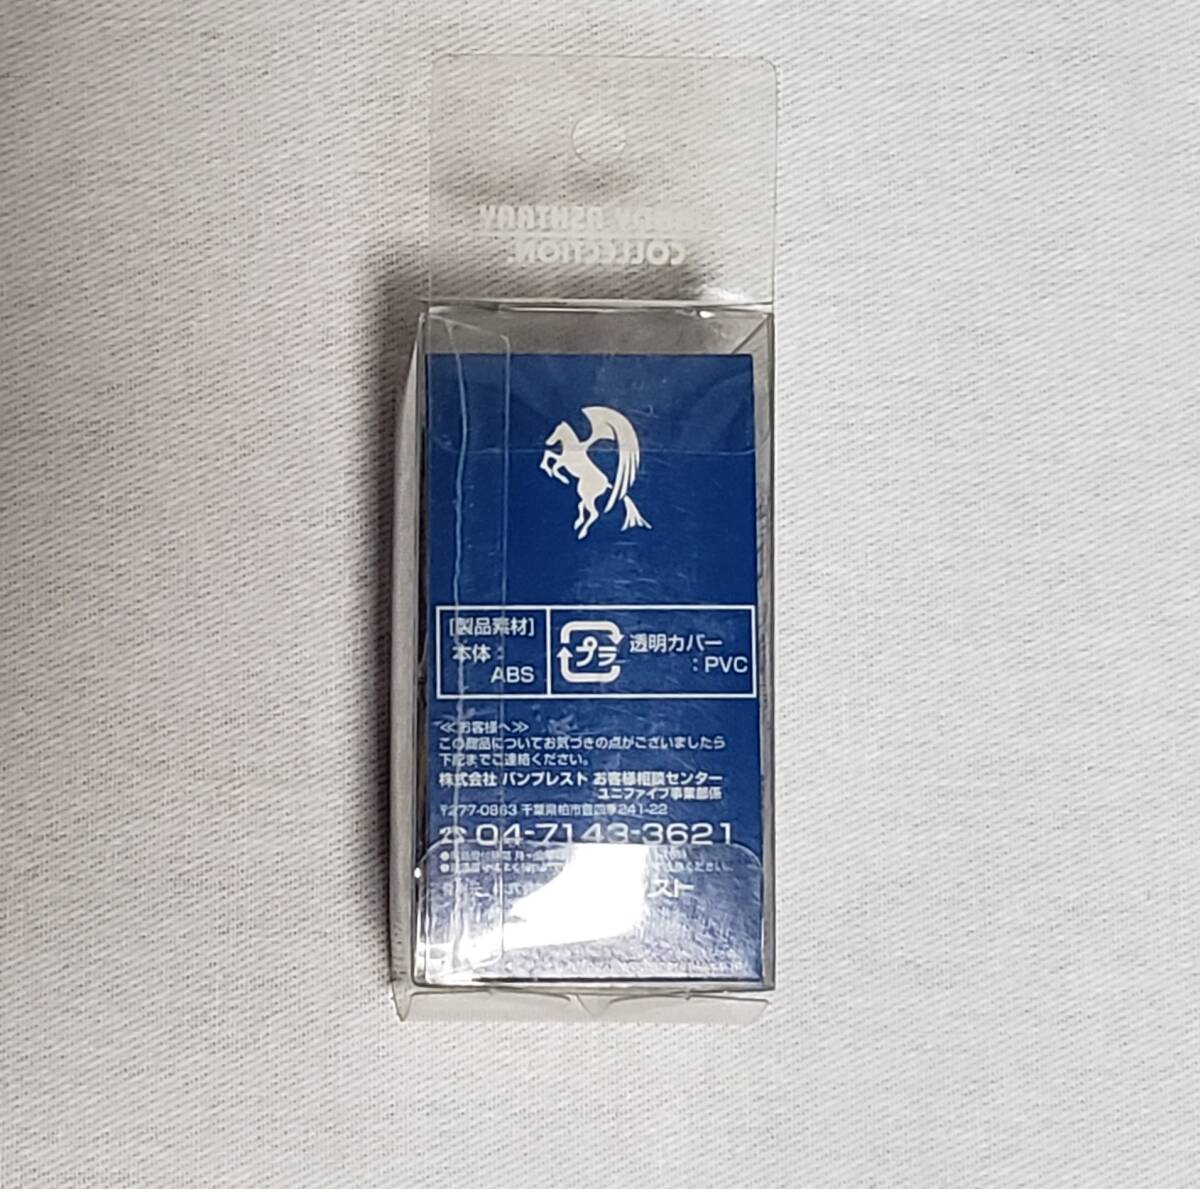 ASHTRAY
COLLECTION
[製品素材]
本体:
ABS
プラ
透明カバー
:PVC
≪お客様へ≫
この商品についてお気づきの点がございましたら
下記までご連絡ください。
株式会社 バンプレスト お客様相談センター
ユニファイブ事業部係
〒277-0863 千葉県柏市豊四季241-22
☎ 04-7143-3621